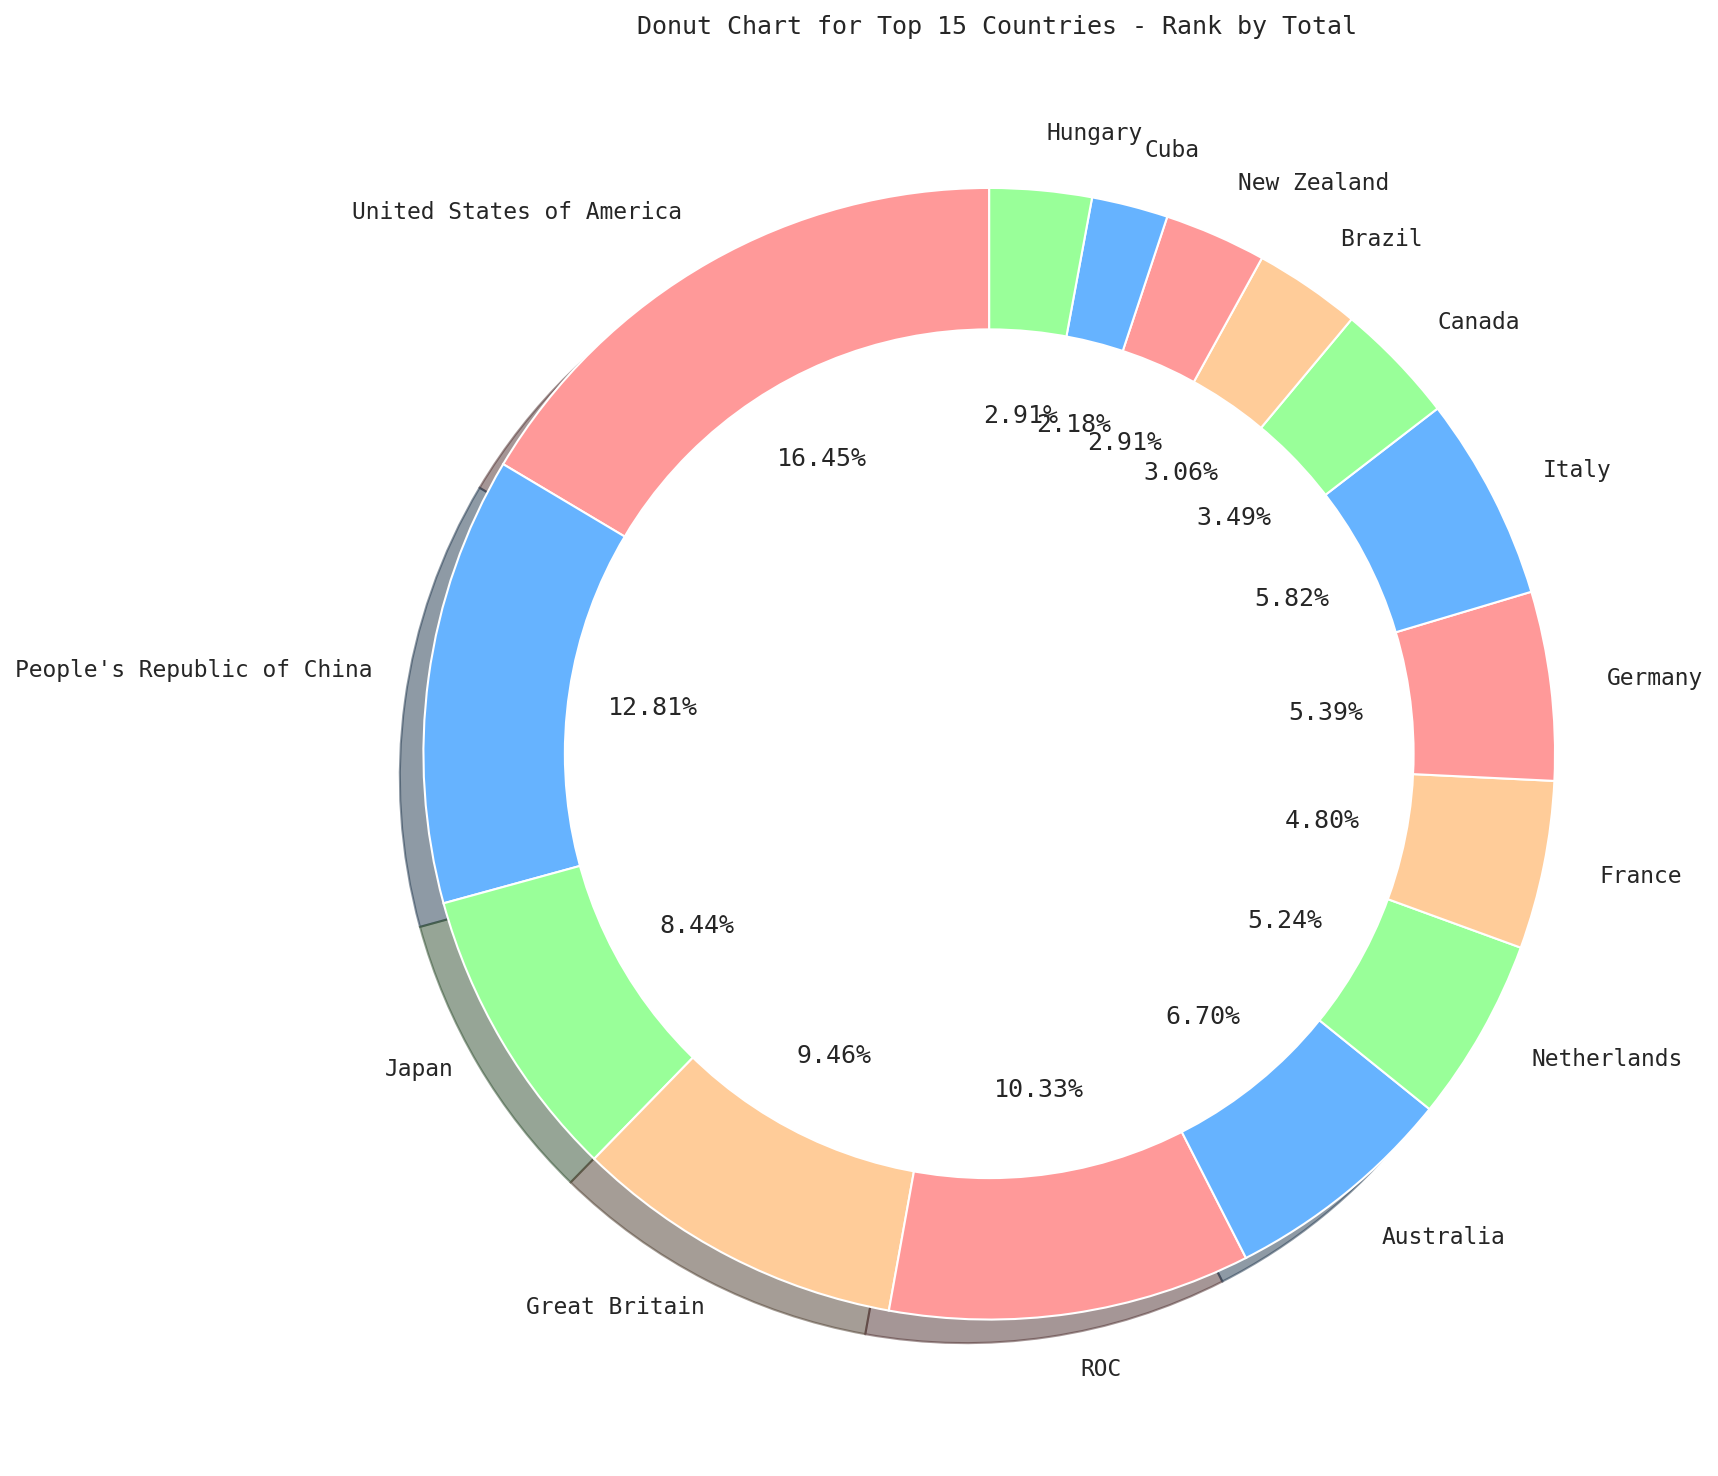 Donut Chart for Top 15 Countries - Rank by Total
Hungary
Cuba
New Zealand
United States of America
Brazil
Canada
Italy
Germany
People's Republic of China
France
Netherlands
Japan
Australia
Great Britain
ROC
2.91%
2.18%
2.91%
16.45%
3.06%
3.49%
5.82%
12.81%
5.39%
4.80%
5.24%
8.44%
6.70%
9.46%
10.33%